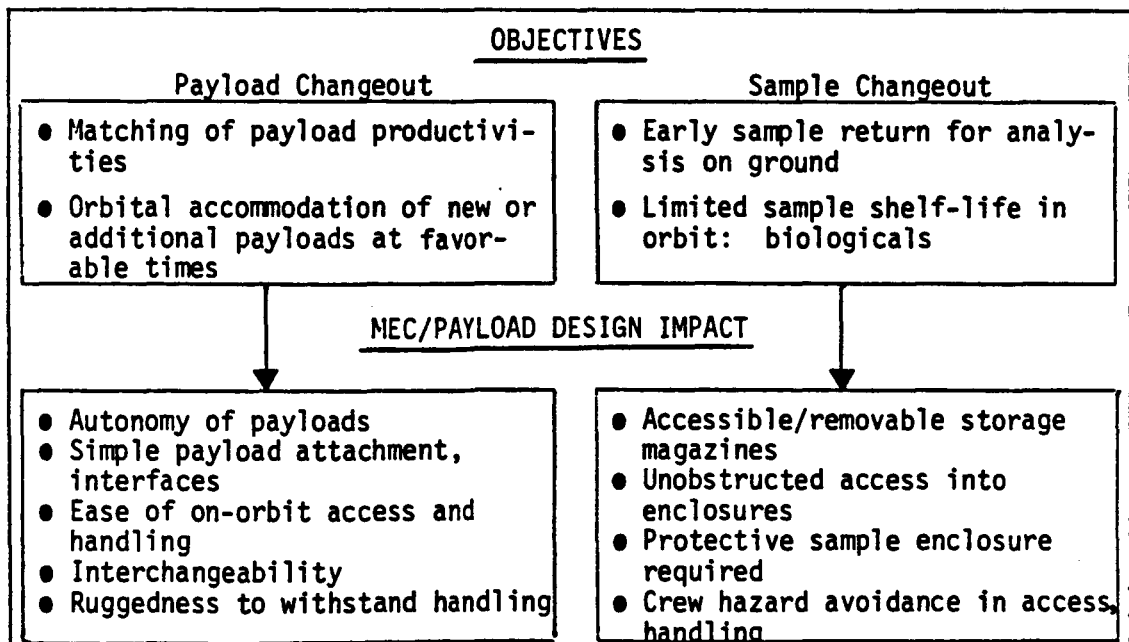 OBJECTIVES
Payload Changeout
● Matching of payload productivi-
ties
● Orbital accommodation of new or
additional payloads at favor-
able times
Sample Changeout
● Early sample return for analy-
sis on ground
● Limited sample shelf-life in
orbit: biologicals
MEC/PAYLOAD DESIGN IMPACT
● Autonomy of payloads
● Simple payload attachment,
interfaces
● Ease of on-orbit access and
handling
● Interchangeability
● Ruggedness to withstand handling
● Accessible/removable storage
magazines
● Unobstructed access into
enclosures
● Protective sample enclosure
required
● Crew hazard avoidance in access,
handling